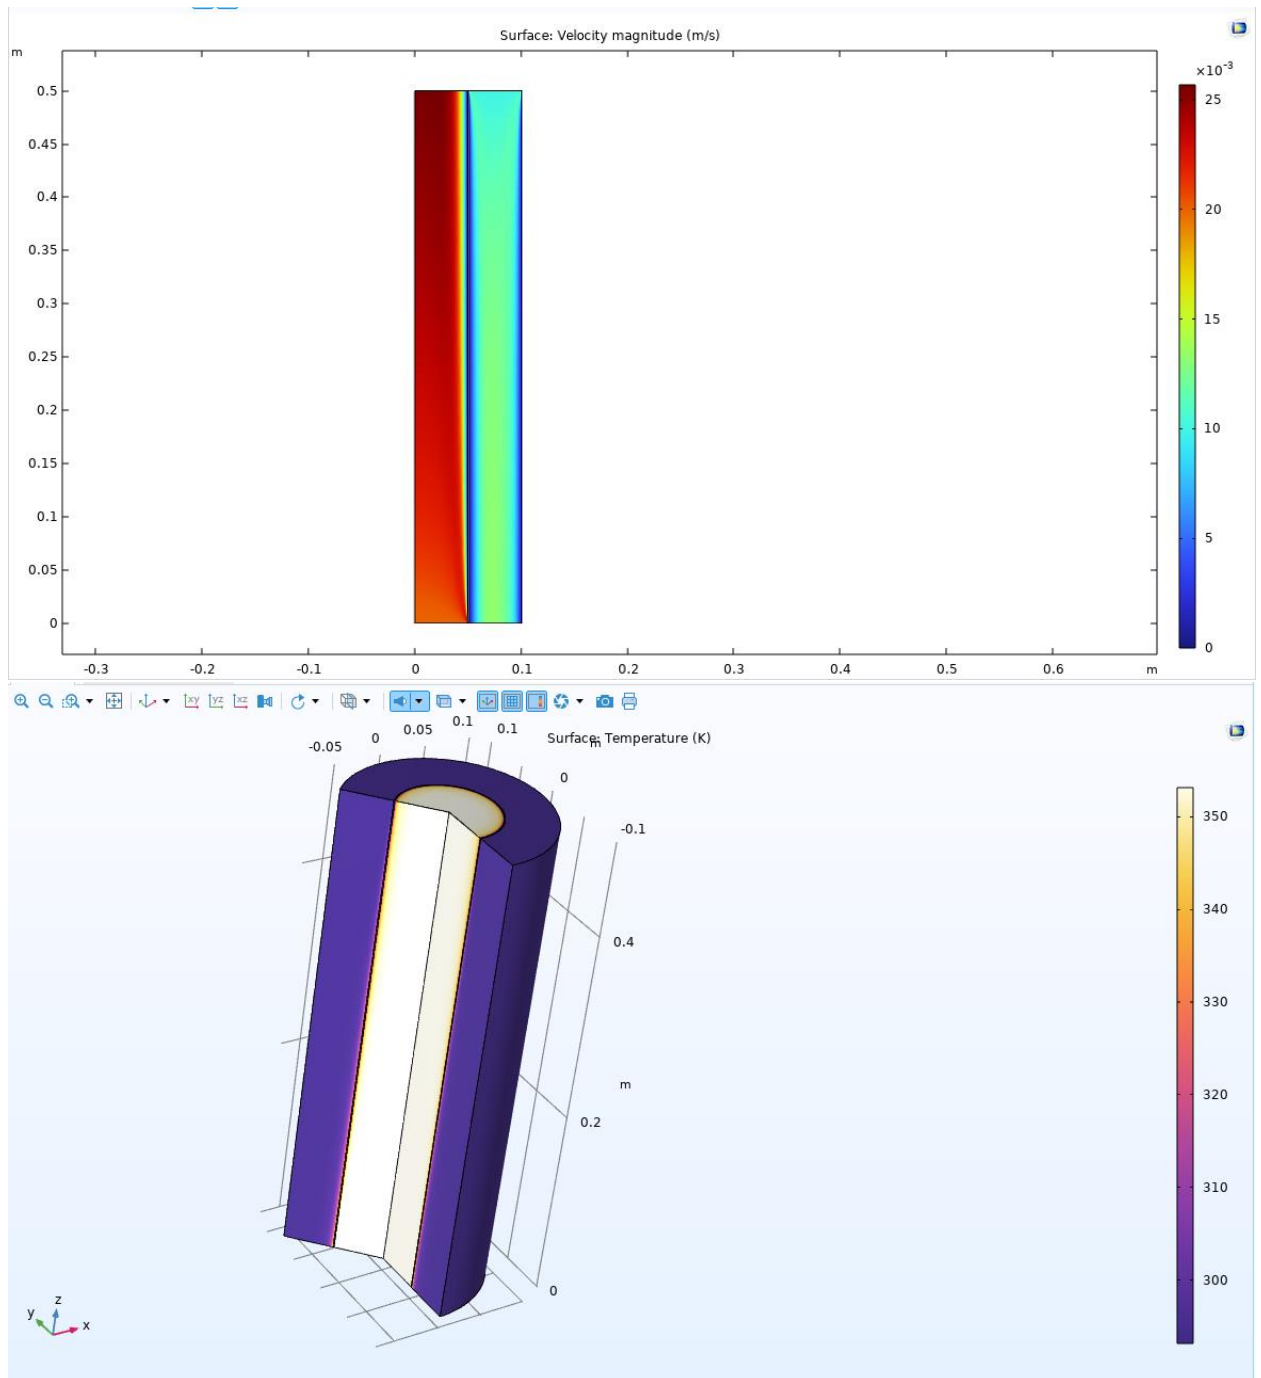 Surface: Velocity magnitude (m/s)
m
×10⁻³
0.5
25
0.45
0.4
20
0.35
0.3
15
0.25
0.2
10
0.15
0.1
5
0.05
0
0
-0.3 -0.2 -0.1 0 0.1 0.2 0.3 0.4 0.5 0.6 m
xy yz xz
-0.05 0 0.05 0.1 0.1
Surface: Temperature (K)
m
0
350
-0.1
340
0.4
330
m
320
0.2
310
0
300
z
y
x